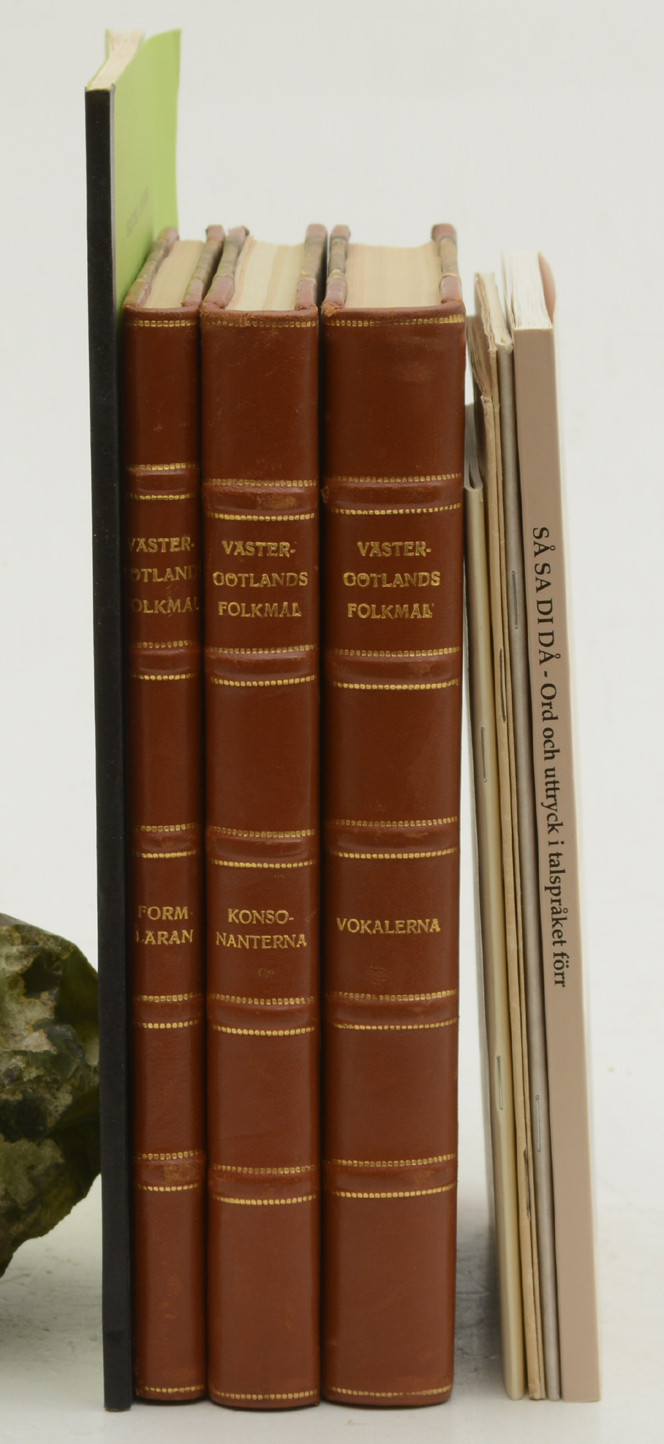 VÄSTER-
GÖTLANDS
FOLKMÅL
FORM-
LÄRAN
VÄSTER-
GÖTLANDS
FOLKMÅL
KONSO-
NANTERNA
VÄSTER-
GÖTLANDS
FOLKMÅL
VOKALERNA
SÅ SA DI DÅ - Ord och uttryck i talspråket förr